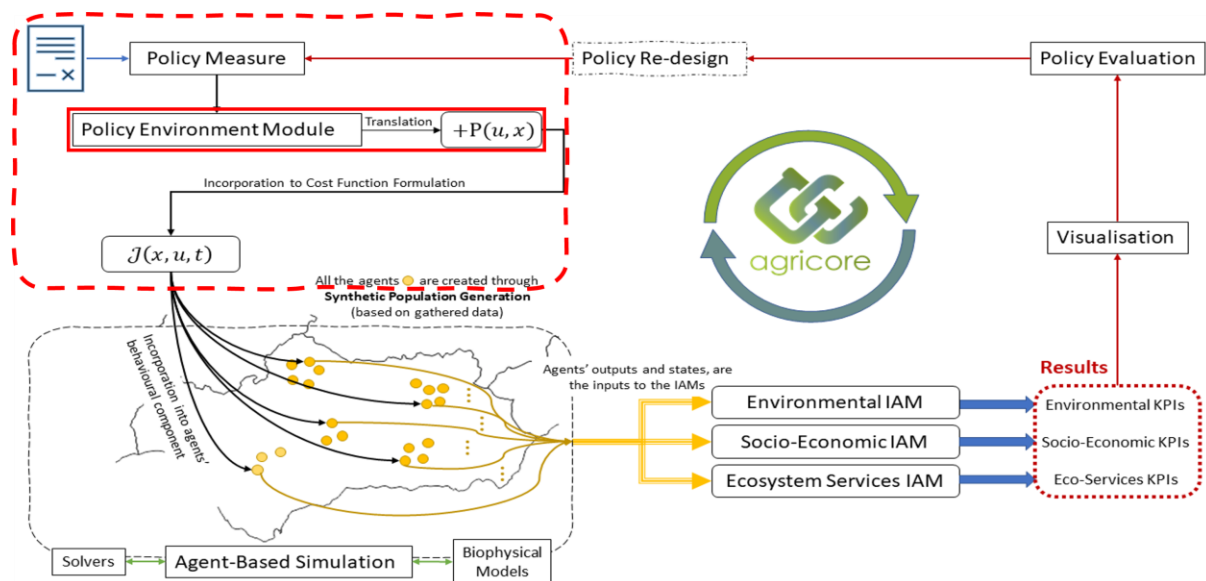 Policy Measure
Policy Re-design
Policy Evaluation
Policy Environment Module
Translation
+P(u, x)
Incorporation to Cost Function Formulation
𝒥(x, u, t)
agricore
Visualisation
All the agents are created through
Synthetic Population Generation
(based on gathered data)
Incorporation into agents'
behavioural component
Agents' outputs and states, are
the inputs to the IAMs
Results
Environmental IAM
Environmental KPIs
Socio-Economic IAM
Socio-Economic KPIs
Ecosystem Services IAM
Eco-Services KPIs
Solvers
Agent-Based Simulation
Biophysical
Models